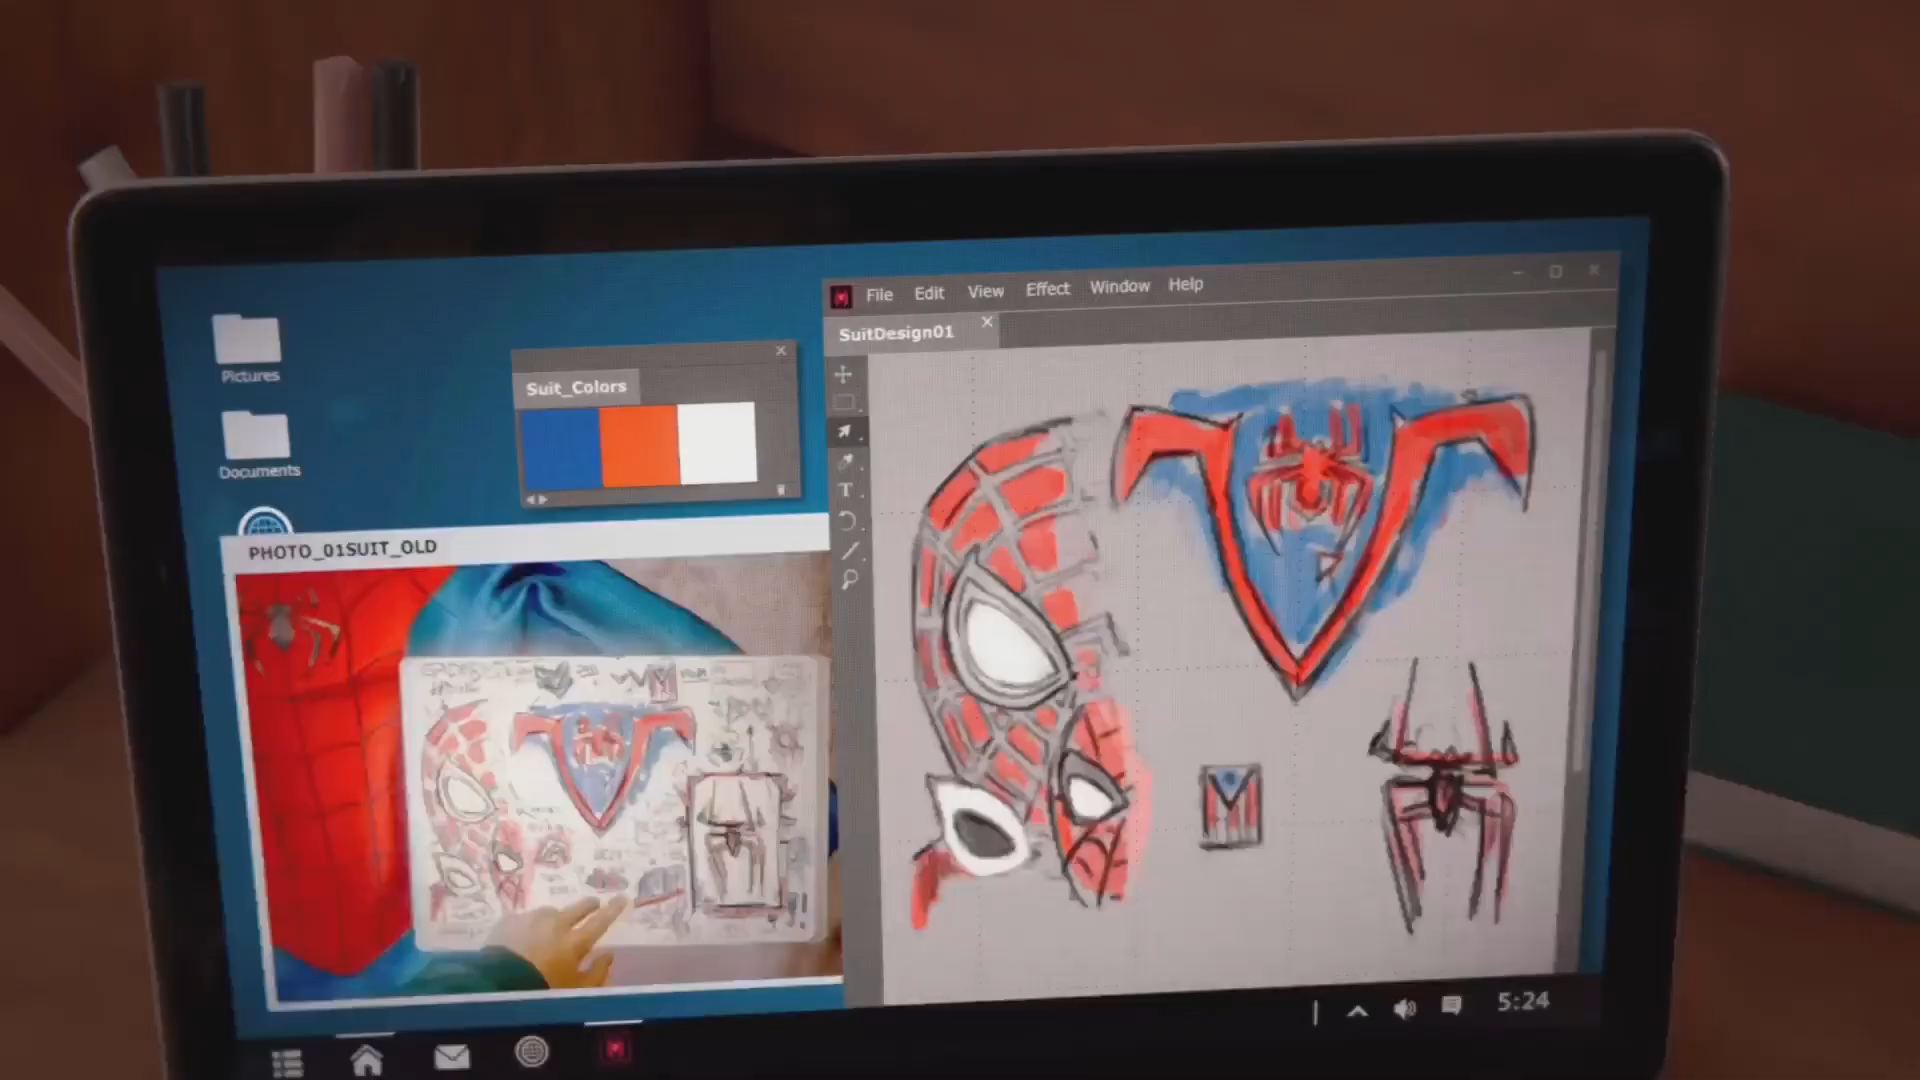 File Edit View Effect Window Help
SuitDesign01
Pictures
Suit_Colors
Documents
T
PHOTO_01SUIT_OLD
5:24